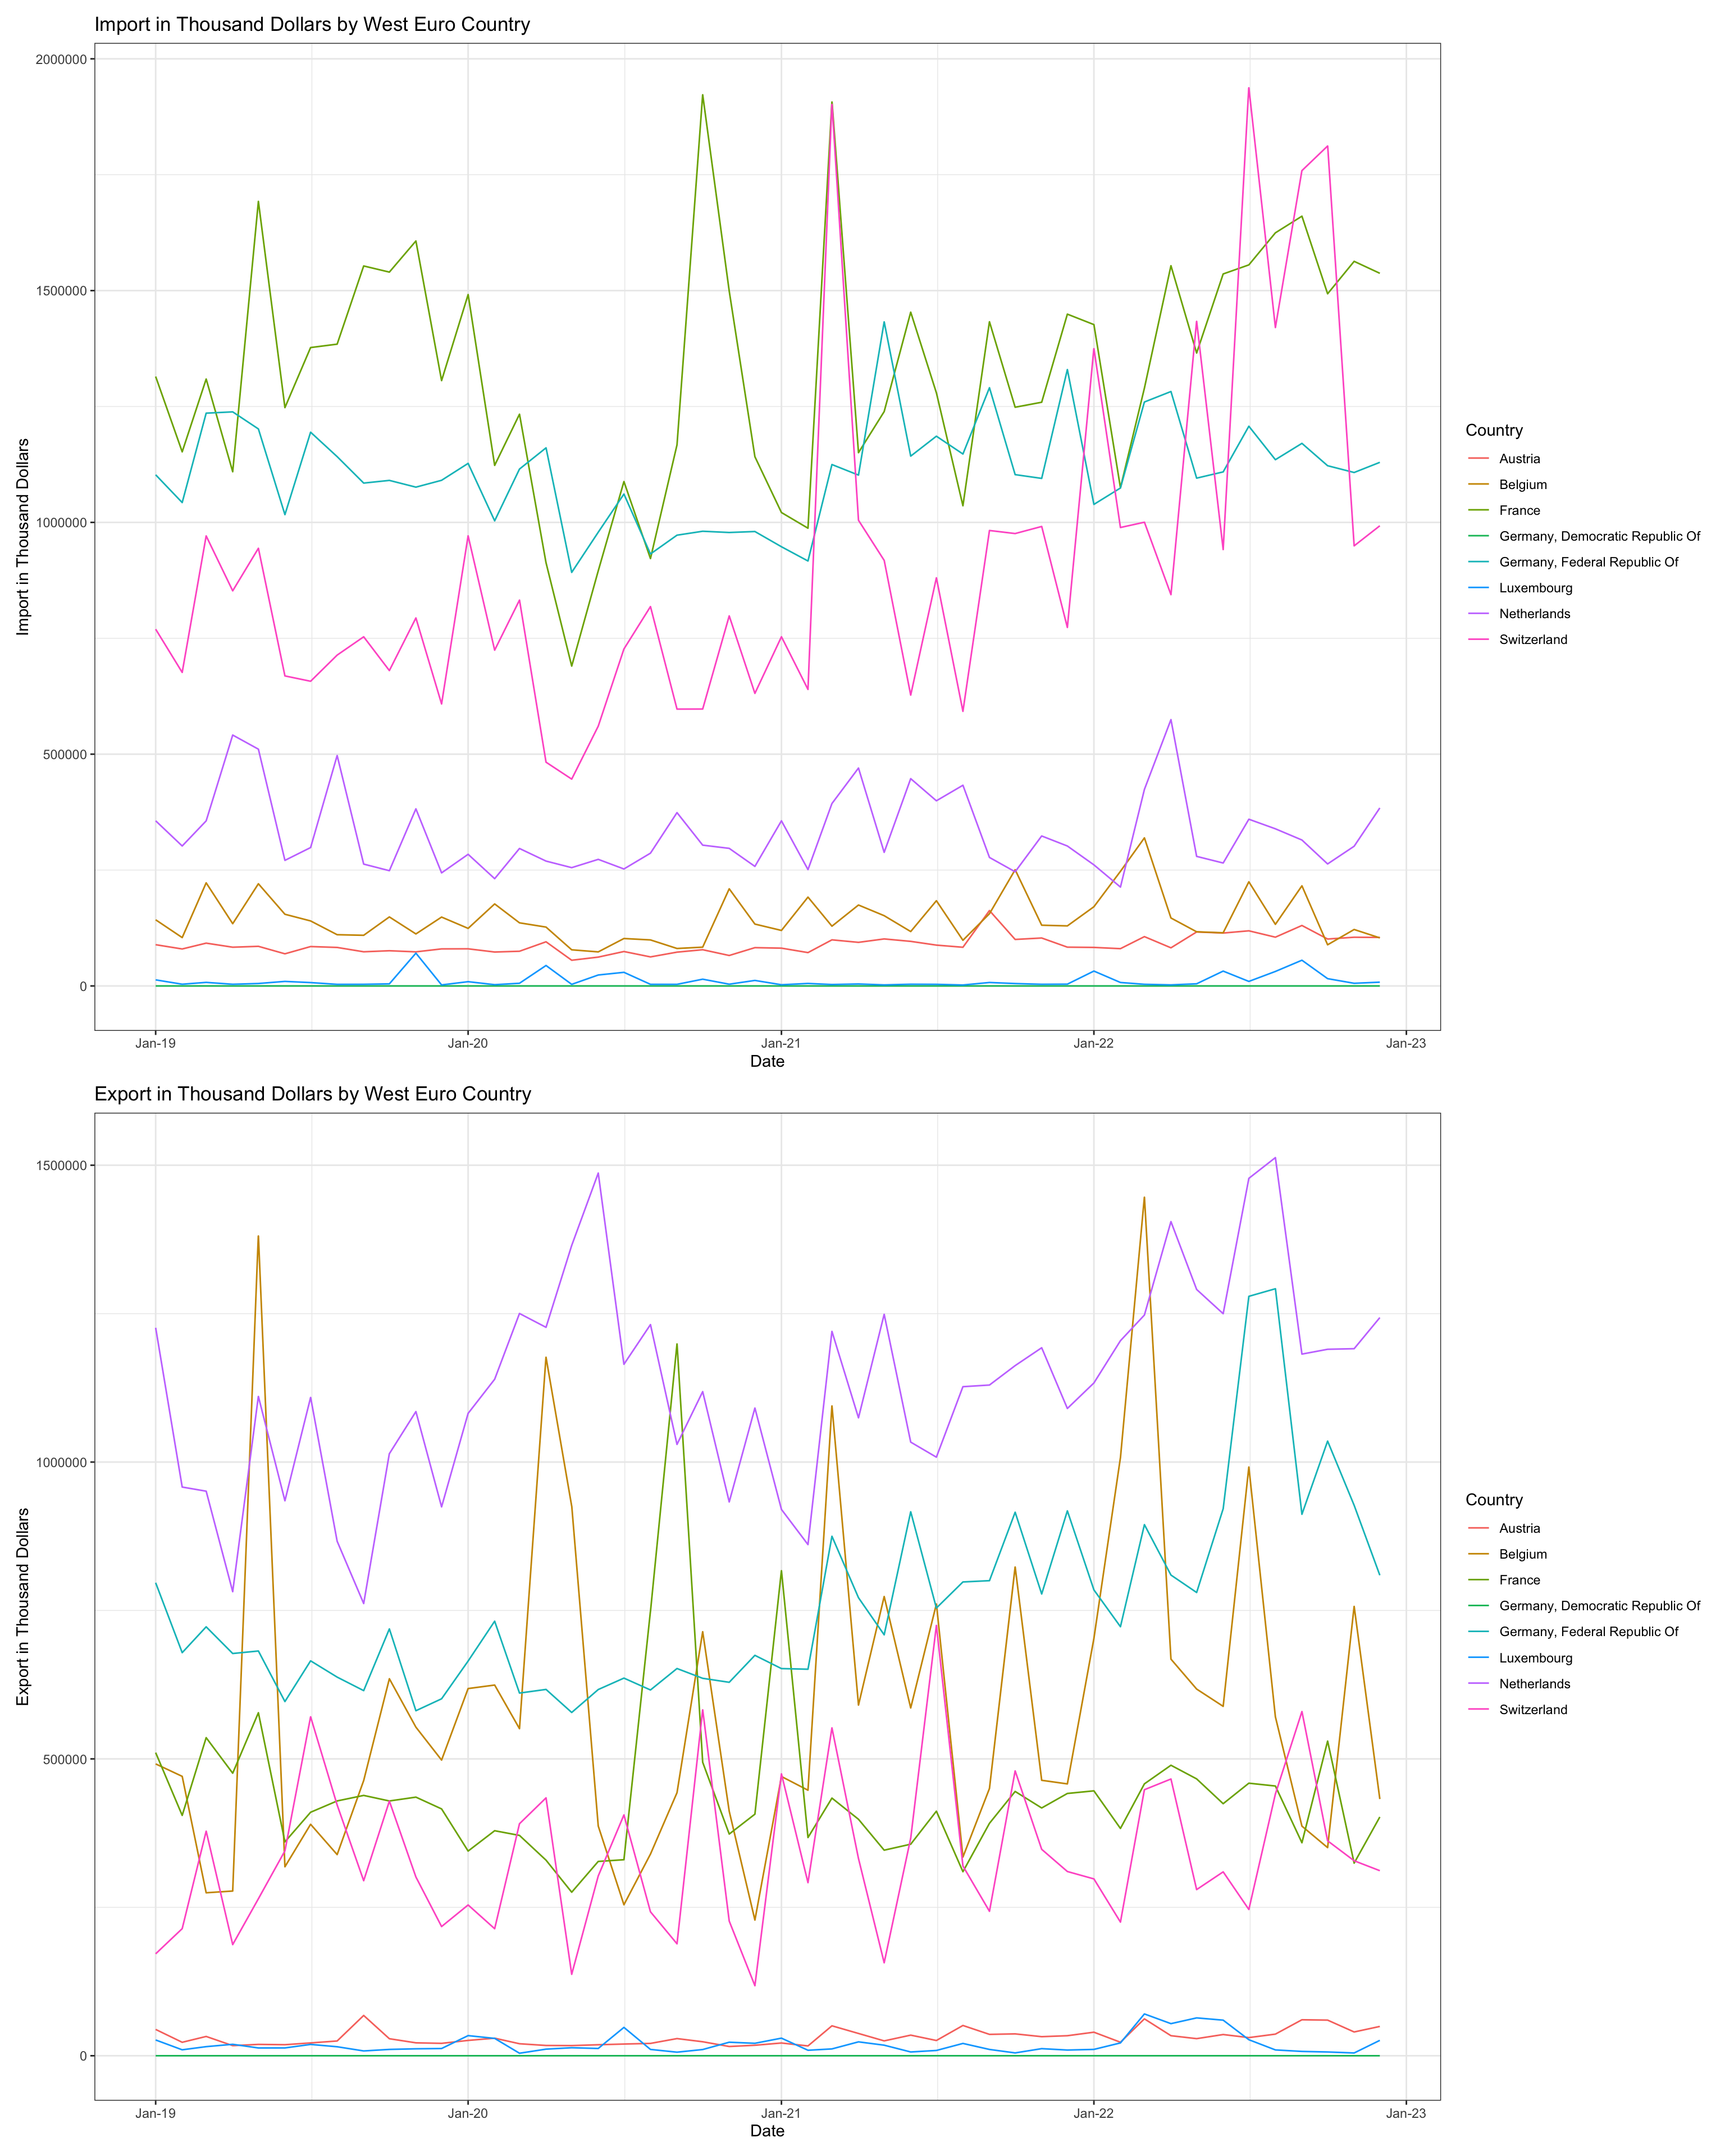 Import in Thousand Dollars by West Euro Country
2000000
1500000
1000000
500000
0
Import in Thousand Dollars
Jan-19 Jan-20 Jan-21 Jan-22 Jan-23
Date
Country
Austria
Belgium
France
Germany, Democratic Republic Of
Germany, Federal Republic Of
Luxembourg
Netherlands
Switzerland
Export in Thousand Dollars by West Euro Country
1500000
1000000
500000
0
Export in Thousand Dollars
Jan-19 Jan-20 Jan-21 Jan-22 Jan-23
Date
Country
Austria
Belgium
France
Germany, Democratic Republic Of
Germany, Federal Republic Of
Luxembourg
Netherlands
Switzerland